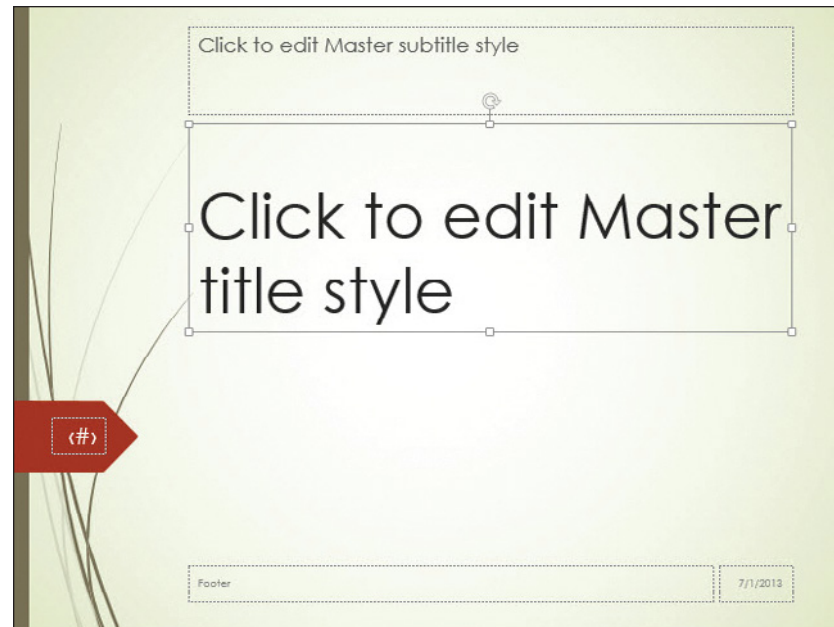 Click to edit Master subtitle style
Click to edit Master
title style
‹#›
Footer
7/1/2013